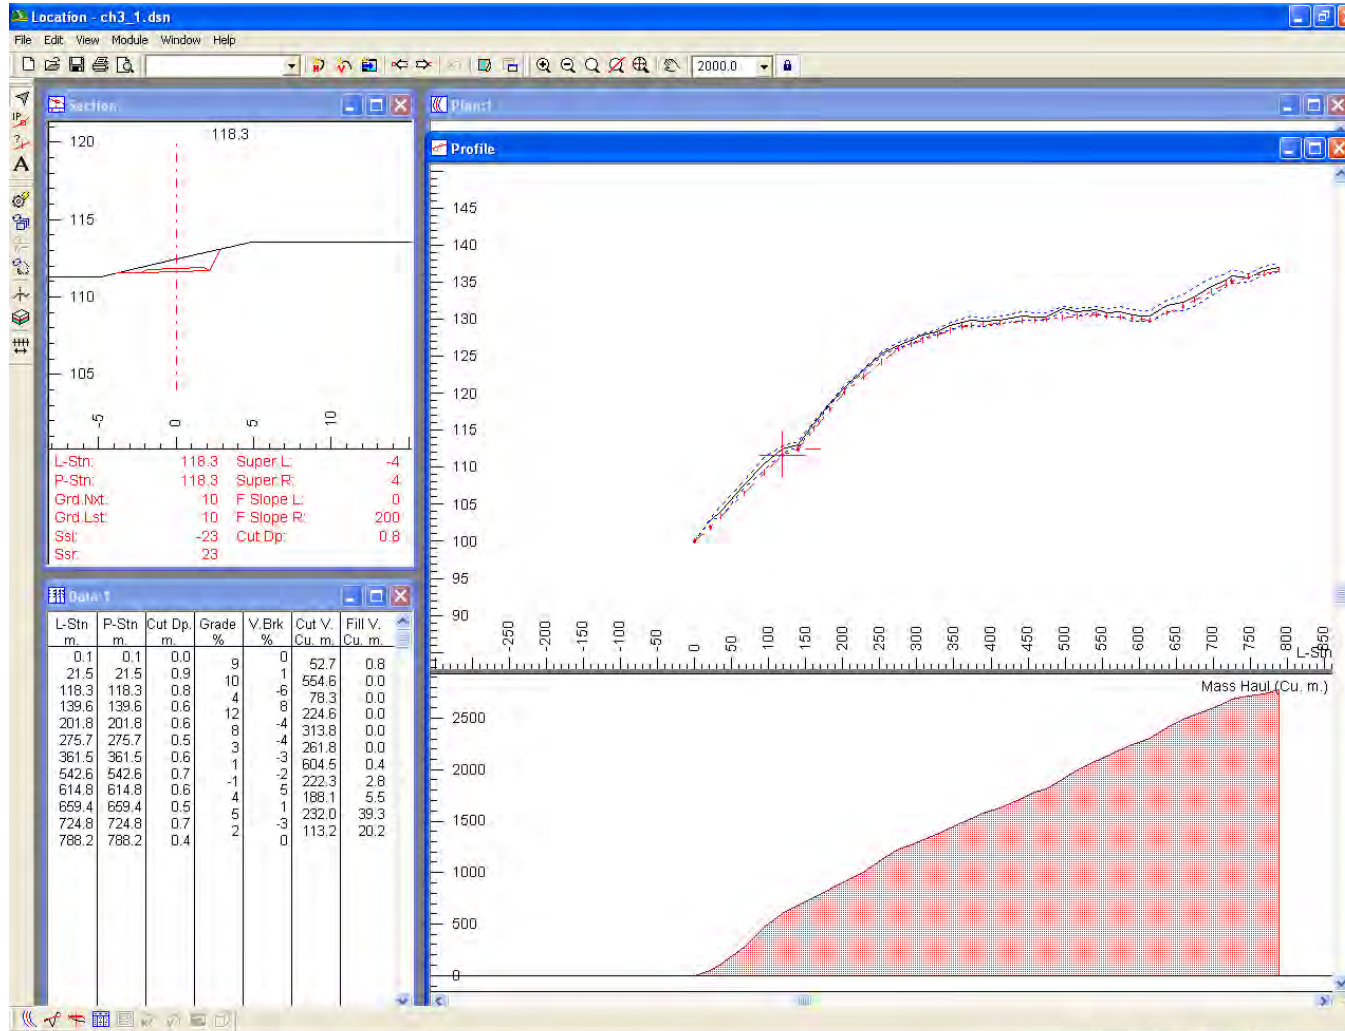 Location - ch3_1.dsn
File Edit View Module Window Help
2000.0
Section
118.3
120
115
110
105
-5 0 5 10
L-Stn: 118.3 Super L: -4
P-Stn: 118.3 Super R: 4
Grd.Nxt: 10 F Slope L: 0
Grd.Lst: 10 F Slope R: 200
Ssl: -23 Cut Dp: 0.8
Ssr: 23
Data:1
L-Stn P-Stn Cut Dp. Grade V.Brk Cut V. Fill V.
m. m. m. % % Cu. m. Cu. m.
0.1 0.1 0.0 0
9 52.7 0.8
21.5 21.5 0.9 1
10 554.6 0.0
118.3 118.3 0.8 -6
4 78.3 0.0
139.6 139.6 0.6 8
12 224.6 0.0
201.8 201.8 0.6 -4
8 313.8 0.0
275.7 275.7 0.5 -4
3 261.8 0.0
361.5 361.5 0.6 -3
1 604.5 0.4
542.6 542.6 0.7 -2
-1 222.3 2.8
614.8 614.8 0.6 5
4 188.1 5.5
659.4 659.4 0.5 1
5 232.0 39.3
724.8 724.8 0.7 -3
2 113.2 20.2
788.2 788.2 0.4 0
Plan:1
Profile
145
140
135
130
125
120
115
110
105
100
95
90
-250 -200 -150 -100 -50 0 50 100 150 200 250 300 350 400 450 500 550 600 650 700 750 800 850
L-Stn
Mass Haul (Cu. m.)
2500
2000
1500
1000
500
0